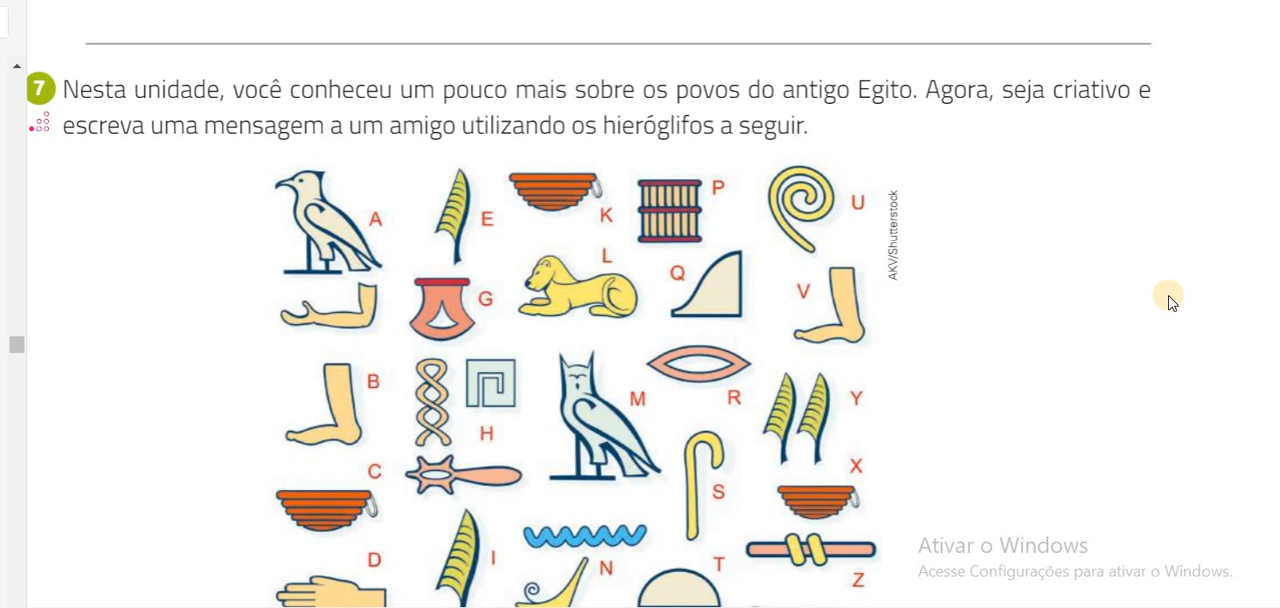 7 Nesta unidade, você conheceu um pouco mais sobre os povos do antigo Egito. Agora, seja criativo e
escreva uma mensagem a um amigo utilizando os hieróglifos a seguir.
A E K P U
L
G Q V
B H M R Y
C S X
D I N T Z
AKV/Shutterstock
Ativar o Windows
Acesse Configurações para ativar o Windows.